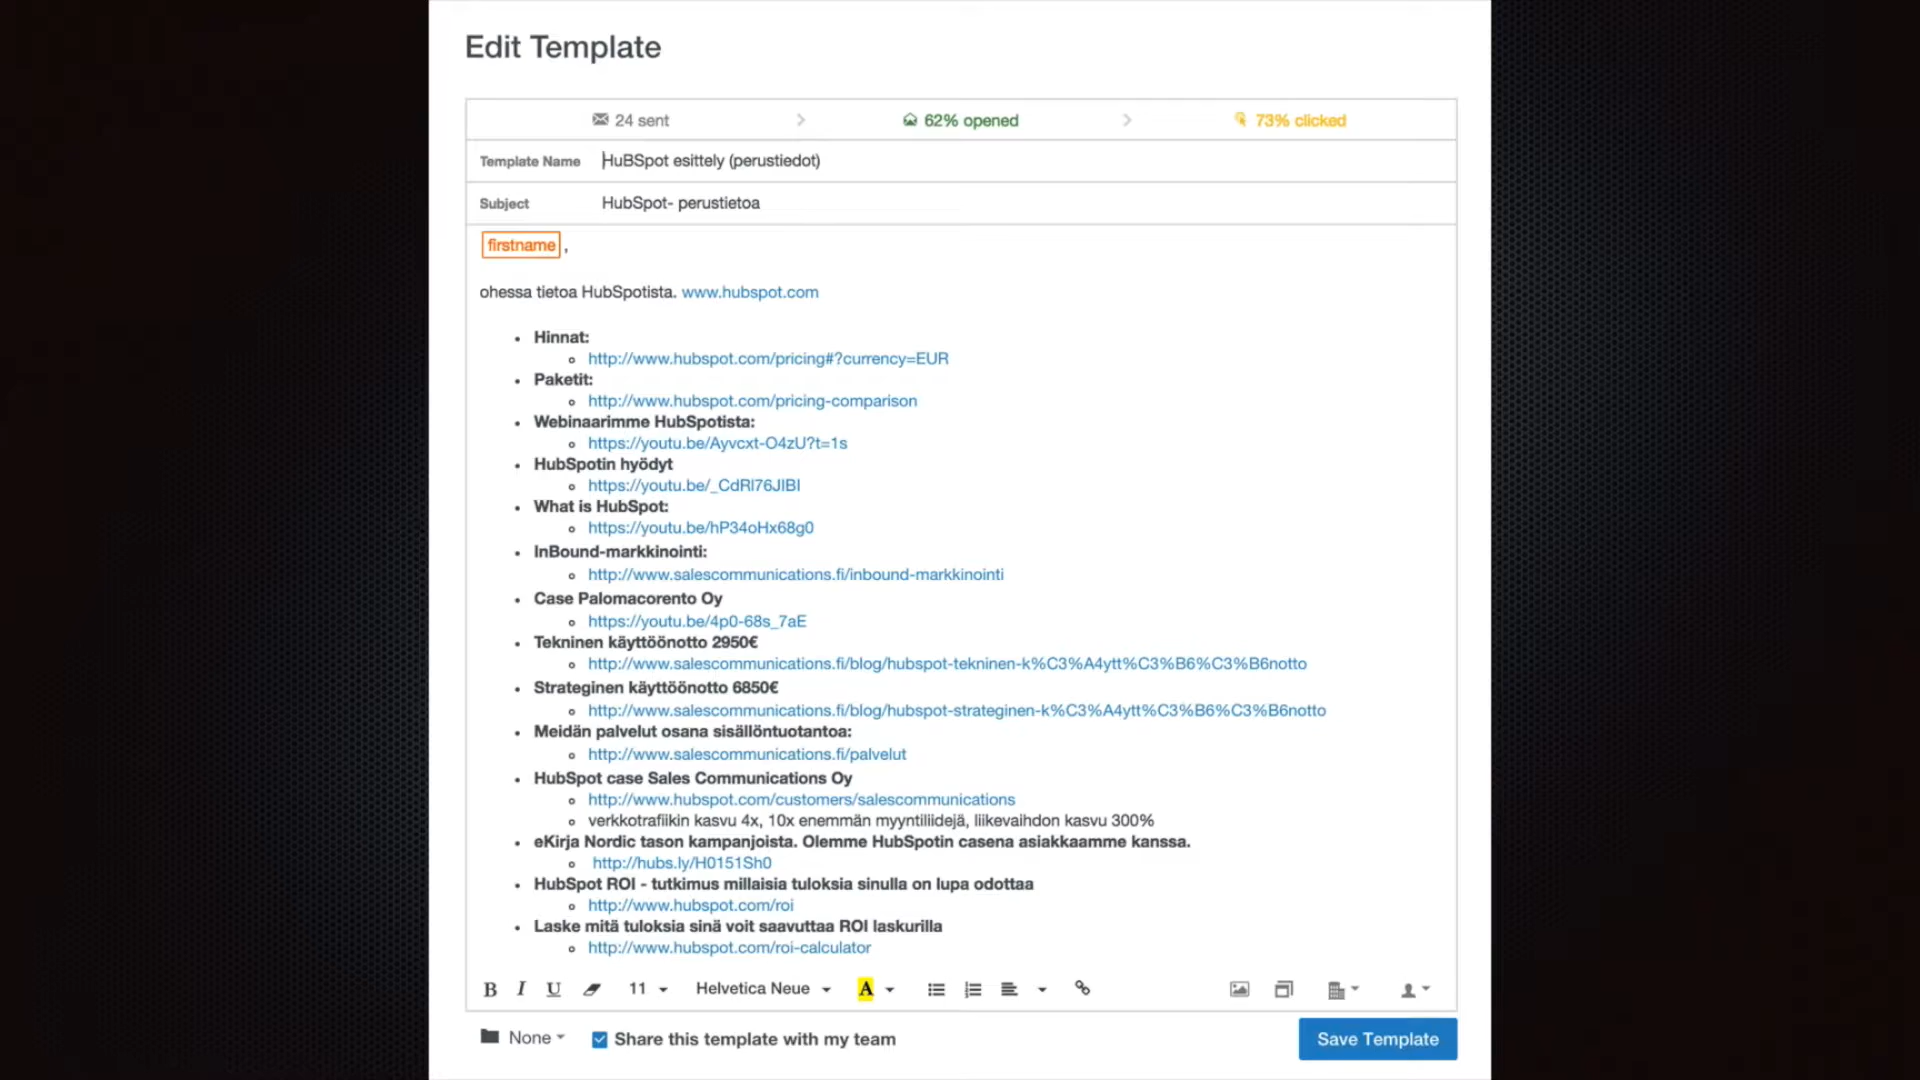 Edit Template
24 sent > 62% opened > 73% clicked
Template Name HuBSpot esittely (perustiedot)
Subject HubSpot- perustietoa
firstname ,
ohessa tietoa HubSpotista. www.hubspot.com
Hinnat:
http://www.hubspot.com/pricing#?currency=EUR
Paketit:
http://www.hubspot.com/pricing-comparison
Webinaarimme HubSpotista:
https://youtu.be/Ayvcxt-O4zU?t=1s
HubSpotin hyödyt
https://youtu.be/_CdRl76JIBI
What is HubSpot:
https://youtu.be/hP34oHx68g0
InBound-markkinointi:
http://www.salescommunications.fi/inbound-markkinointi
Case Palomacorento Oy
https://youtu.be/4p0-68s_7aE
Tekninen käyttöönotto 2950€
http://www.salescommunications.fi/blog/hubspot-tekninen-k%C3%A4ytt%C3%B6%C3%B6notto
Strateginen käyttöönotto 6850€
http://www.salescommunications.fi/blog/hubspot-strateginen-k%C3%A4ytt%C3%B6%C3%B6notto
Meidän palvelut osana sisällöntuotantoa:
http://www.salescommunications.fi/palvelut
HubSpot case Sales Communications Oy
http://www.hubspot.com/customers/salescommunications
verkkotrafiikin kasvu 4x, 10x enemmän myyntiliidejä, liikevaihdon kasvu 300%
eKirja Nordic tason kampanjoista. Olemme HubSpotin casena asiakkaamme kanssa.
http://hubs.ly/H0151Sh0
HubSpot ROI - tutkimus millaisia tuloksia sinulla on lupa odottaa
http://www.hubspot.com/roi
Laske mitä tuloksia sinä voit saavuttaa ROI laskurilla
http://www.hubspot.com/roi-calculator
B I U 11 Helvetica Neue A
None Share this template with my team Save Template